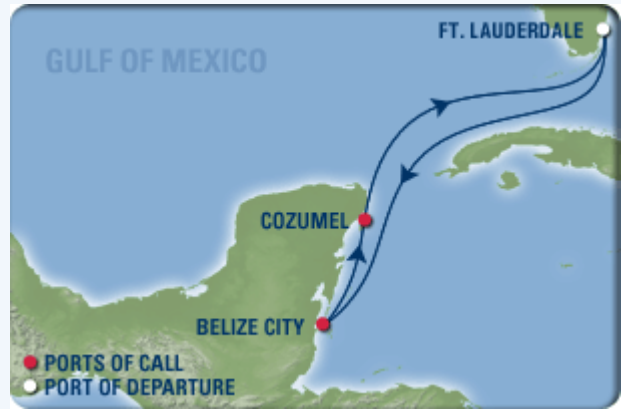 FT. LAUDERDALE
GULF OF MEXICO
COZUMEL
BELIZE CITY
PORTS OF CALL
PORT OF DEPARTURE